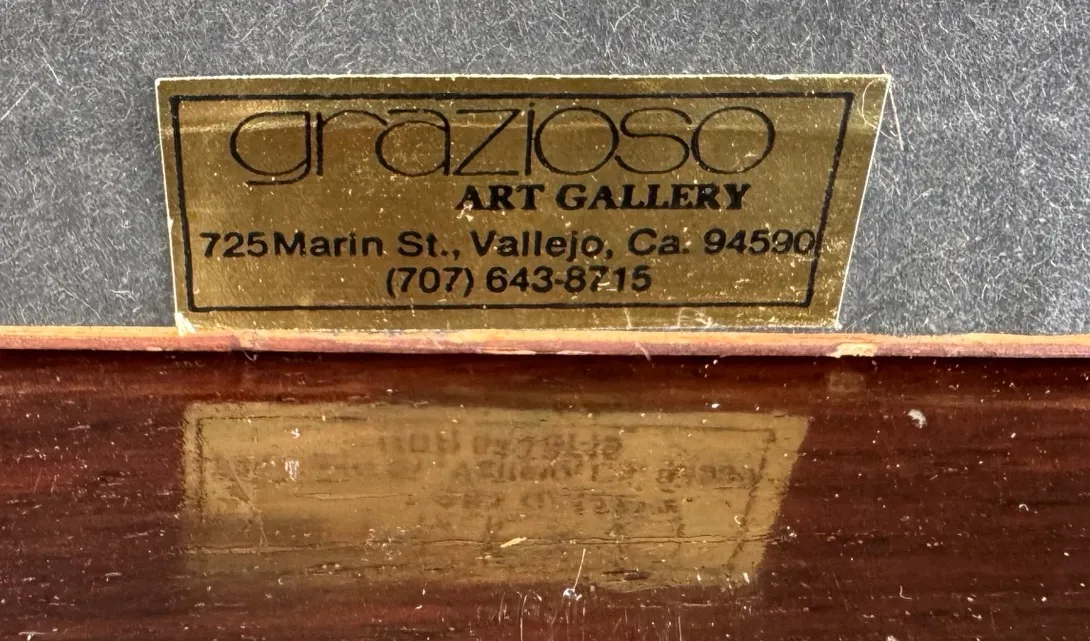 grazioso
ART GALLERY
725 Marin St., Vallejo, Ca. 94590
(707) 643-8715